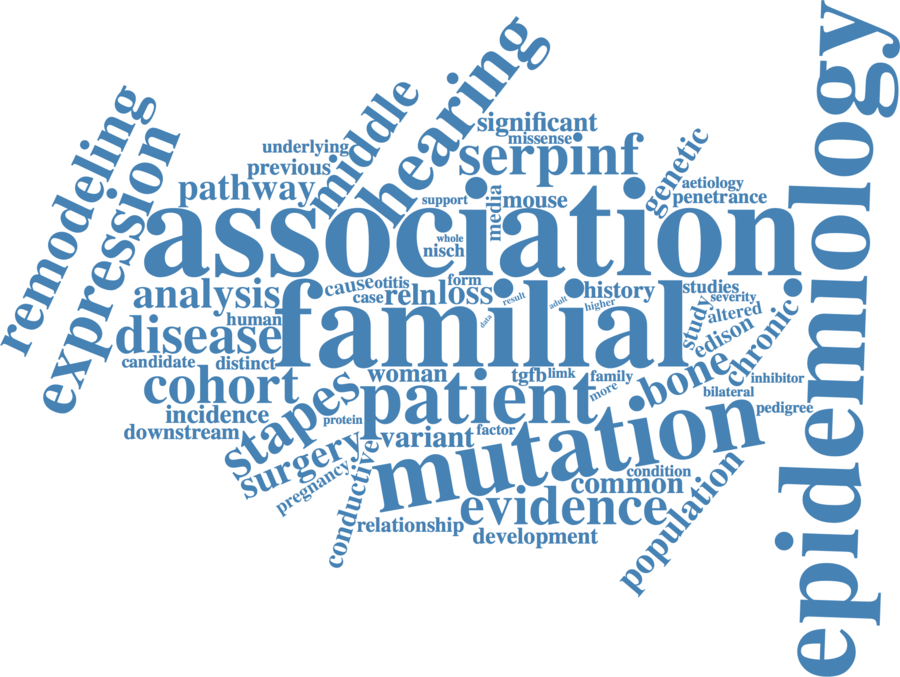 epidemiology
association
familial
hearing
remodeling
expression
middle
significant
missense
serpinf
genetic
underlying
previous
pathway
support
media
mouse
aetiology
penetrance
whole
nisch
analysis
cause
otitis
form
case
reln
loss
result
data
adult
higher
history
studies
severity
study
altered
edison
chronic
human
disease
candidate
distinct
cohort
woman
patient
tgfb
limk
family
more
bone
inhibitor
bilateral
pedigree
incidence
downstream
stapes
surgery
pregnancy
protein
variant
factor
mutation
conductive
relationship
evidence
development
condition
common
population